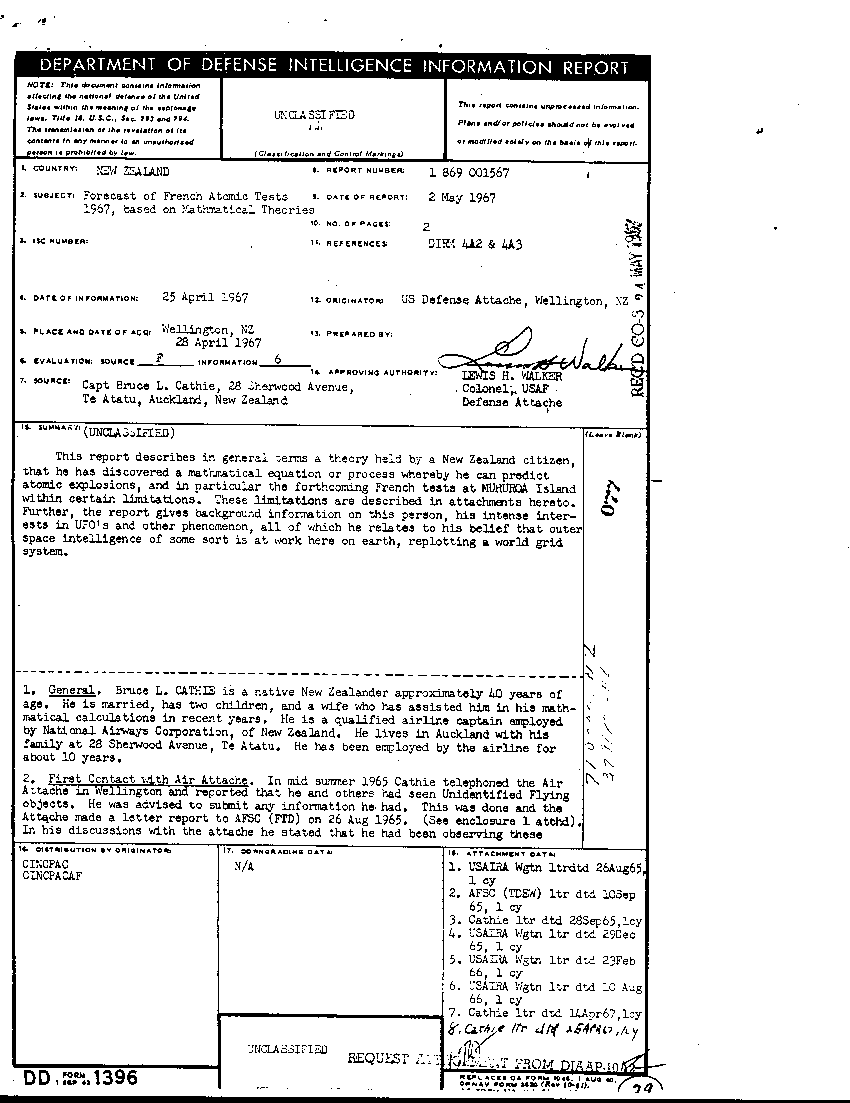 DEPARTMENT OF DEFENSE INTELLIGENCE INFORMATION REPORT
NOTE: This document contains information
affecting the national defense of the United
States within the meaning of the espionage
laws, Title 18, U.S.C., Sec. 793 and 794.
The transmission or the revelation of its
contents in any manner to an unauthorized
person is prohibited by law.
UNCLASSIFIED
(Classification and Control Markings)
This report contains unprocessed information.
Plans and/or policies should not be evolved
or modified solely on the basis of this report.
1. COUNTRY: NEW ZEALAND
8. REPORT NUMBER: 1 869 001567
2. SUBJECT: Forecast of French Atomic Tests
1967, based on Mathmatical Theories
9. DATE OF REPORT: 2 May 1967
10. NO. OF PAGES: 2
3. ISC NUMBER:
11. REFERENCES: DIRM 4A2 & 4A3
4. DATE OF INFORMATION: 25 April 1967
12. ORIGINATOR: US Defense Attache, Wellington, NZ
5. PLACE AND DATE OF ACQ: Wellington, NZ
28 April 1967
13. PREPARED BY:
6. EVALUATION: SOURCE F INFORMATION 6
14. APPROVING AUTHORITY: LEWIS H. WALKER
Colonel, USAF
Defense Attache
7. SOURCE: Capt Bruce L. Cathie, 28 Sherwood Avenue,
Te Atatu, Auckland, New Zealand
REC'D CO-S 24 MAY 1967
15. SUMMARY: (UNCLASSIFIED)
(Leave Blank)
This report describes in general terms a theory held by a New Zealand citizen,
that he has discovered a mathmatical equation or process whereby he can predict
atomic explosions, and in particular the forthcoming French tests at MURUROA Island
within certain limitations. These limitations are described in attachments hereto.
Further, the report gives background information on this person, his intense inter-
ests in UFO's and other phenomenon, all of which he relates to his belief that outer
space intelligence of some sort is at work here on earth, replotting a world grid
system.
077
1. General. Bruce L. CATHIE is a native New Zealander approximately 40 years of
age. He is married, has two children, and a wife who has assisted him in his math-
matical calculations in recent years. He is a qualified airline captain employed
by National Airways Corporation, of New Zealand. He lives in Auckland with his
family at 28 Sherwood Avenue, Te Atatu. He has been employed by the airline for
about 10 years.
2. First Contact with Air Attache. In mid summer 1965 Cathie telephoned the Air
Attache in Wellington and reported that he and others had seen Unidentified Flying
objects. He was advised to submit any information he had. This was done and the
Attache made a letter report to AFSC (FTD) on 26 Aug 1965. (See enclosure 1 atchd).
In his discussions with the attache he stated that he had been observing these
16. DISTRIBUTION BY ORIGINATOR:
CINCPAC
CINCPACAF
17. DOWNGRADING DATA:
N/A
18. ATTACHMENT DATA:
1. USAIRA Wgtn ltrdtd 26Aug65,
1 cy
2. AFSC (TDEW) ltr dtd 10Sep
65, 1 cy
3. Cathie ltr dtd 28Sep65,1cy
4. USAIRA Wgtn ltr dtd 29Dec
65, 1 cy
5. USAIRA Wgtn ltr dtd 23Feb
66, 1 cy
6. USAIRA Wgtn ltr dtd 10 Aug
66, 1 cy
7. Cathie ltr dtd 14Apr67,1cy
8. Cathie ltr dtd 25Apr67,1cy
UNCLASSIFIED
REQUEST FROM DIAAP-10
DD FORM 1396
REPLACES DA FORM 1048, 1 AUG 60,
OPNAV FORM 3820 (Rev 10-61),